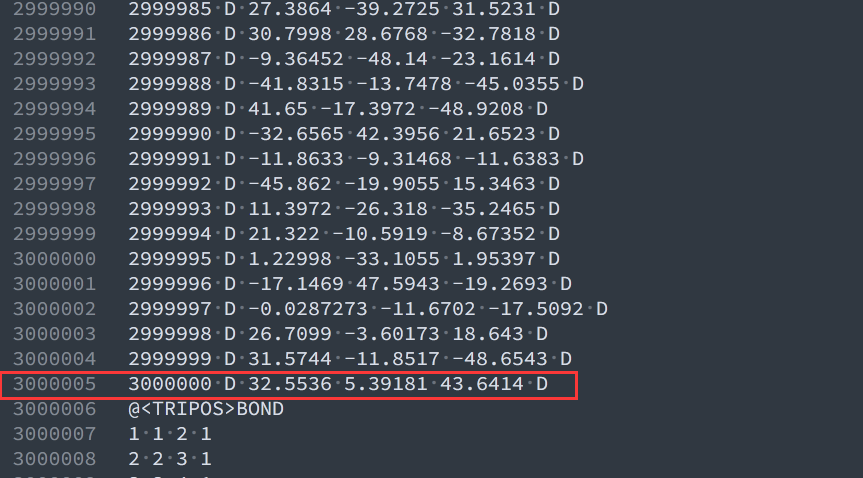 2999990 2999985 D 27.3864 -39.2725 31.5231 D
2999991 2999986 D 30.7998 28.6768 -32.7818 D
2999992 2999987 D -9.36452 -48.14 -23.1614 D
2999993 2999988 D -41.8315 -13.7478 -45.0355 D
2999994 2999989 D 41.65 -17.3972 -48.9208 D
2999995 2999990 D -32.6565 42.3956 21.6523 D
2999996 2999991 D -11.8633 -9.31468 -11.6383 D
2999997 2999992 D -45.862 -19.9055 15.3463 D
2999998 2999993 D 11.3972 -26.318 -35.2465 D
2999999 2999994 D 21.322 -10.5919 -8.67352 D
3000000 2999995 D 1.22998 -33.1055 1.95397 D
3000001 2999996 D -17.1469 47.5943 -19.2693 D
3000002 2999997 D -0.0287273 -11.6702 -17.5092 D
3000003 2999998 D 26.7099 -3.60173 18.643 D
3000004 2999999 D 31.5744 -11.8517 -48.6543 D
3000005 3000000 D 32.5536 5.39181 43.6414 D
3000006 @<TRIPOS>BOND
3000007 1 1 2 1
3000008 2 2 3 1